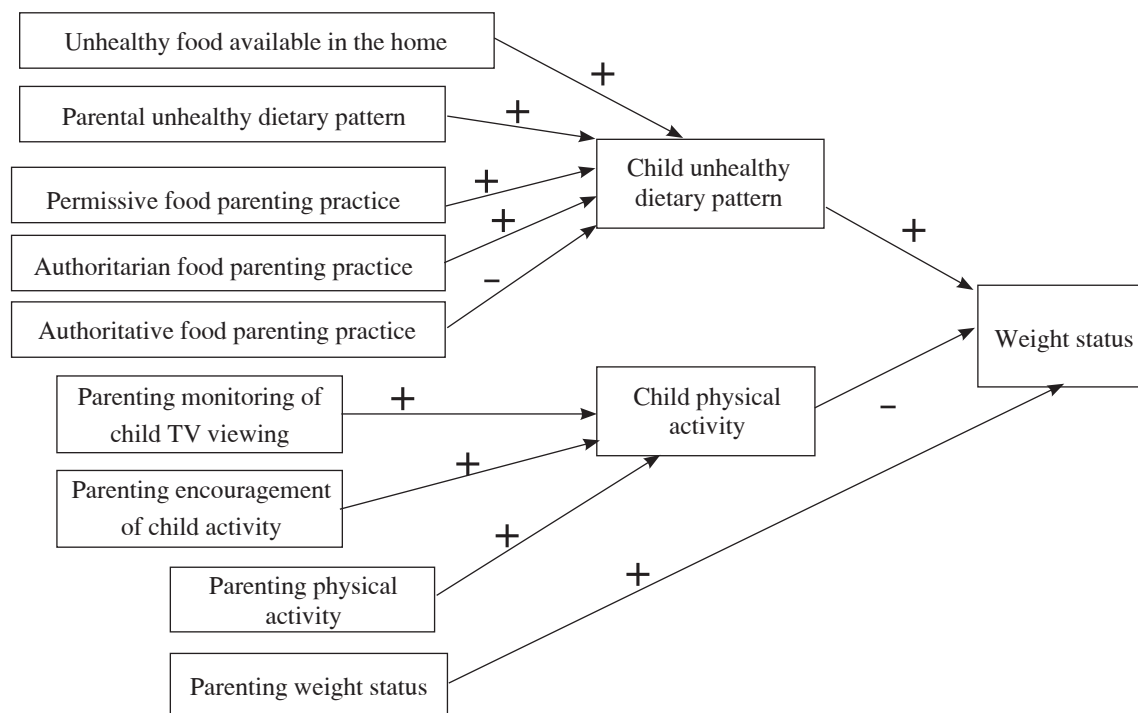 Unhealthy food available in the home
+
Parental unhealthy dietary pattern
+
Permissive food parenting practice
+
Authoritarian food parenting practice
+
Authoritative food parenting practice
–
Child unhealthy
dietary pattern
+
Parenting monitoring of
child TV viewing
+
Parenting encouragement
of child activity
+
Parenting physical
activity
+
Child physical
activity
–
Parenting weight status
+
Weight status